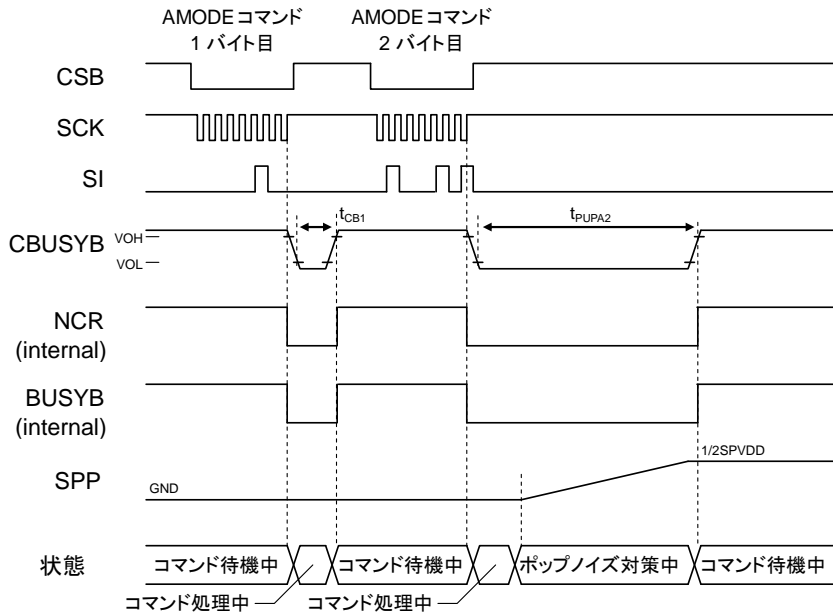 AMODEコマンド
1 バイト目
AMODEコマンド
2 バイト目
CSB
SCK
SI
tCB1
tPUPA2
CBUSYB
VOH
VOL
NCR
(internal)
BUSYB
(internal)
SPP
GND
1/2SPVDD
状態
コマンド待機中
コマンド待機中
ポップノイズ対策中
コマンド待機中
コマンド処理中
コマンド処理中